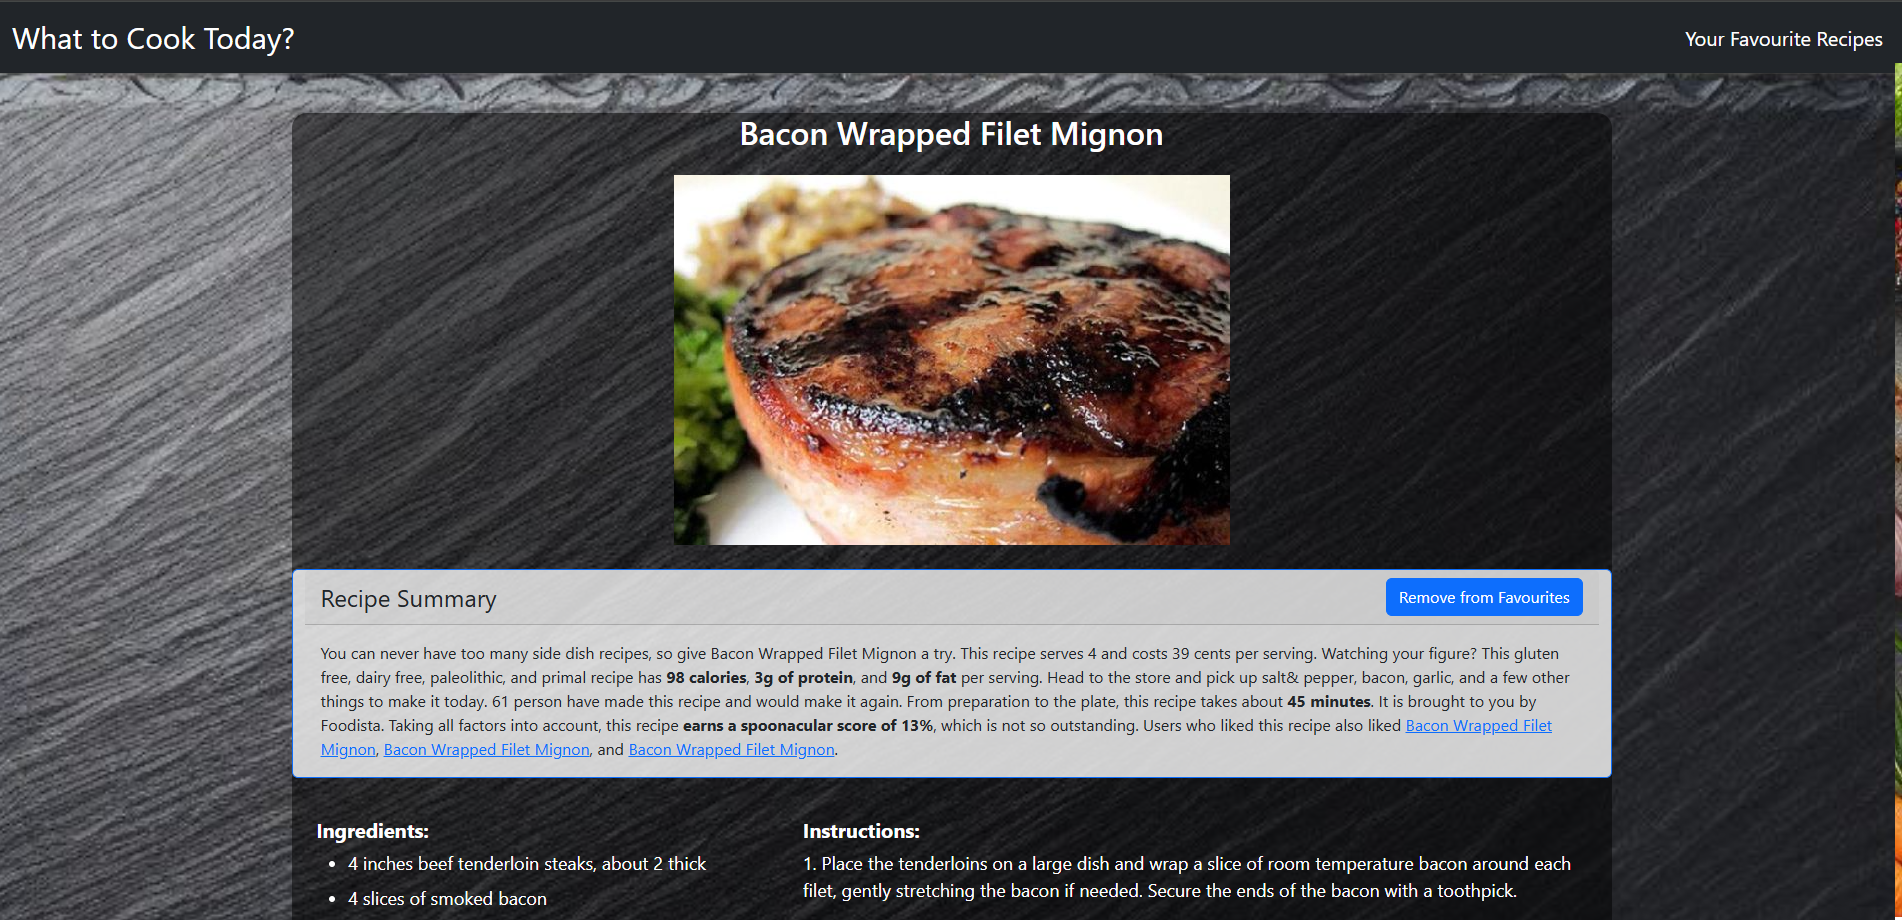 What to Cook Today?
Your Favourite Recipes
Bacon Wrapped Filet Mignon
Recipe Summary
Remove from Favourites
You can never have too many side dish recipes, so give Bacon Wrapped Filet Mignon a try. This recipe serves 4 and costs 39 cents per serving. Watching your figure? This gluten
free, dairy free, paleolithic, and primal recipe has 98 calories, 3g of protein, and 9g of fat per serving. Head to the store and pick up salt& pepper, bacon, garlic, and a few other
things to make it today. 61 person have made this recipe and would make it again. From preparation to the plate, this recipe takes about 45 minutes. It is brought to you by
Foodista. Taking all factors into account, this recipe earns a spoonacular score of 13%, which is not so outstanding. Users who liked this recipe also liked Bacon Wrapped Filet
Mignon, Bacon Wrapped Filet Mignon, and Bacon Wrapped Filet Mignon.
Ingredients:
4 inches beef tenderloin steaks, about 2 thick
4 slices of smoked bacon
Instructions:
1. Place the tenderloins on a large dish and wrap a slice of room temperature bacon around each
filet, gently stretching the bacon if needed. Secure the ends of the bacon with a toothpick.